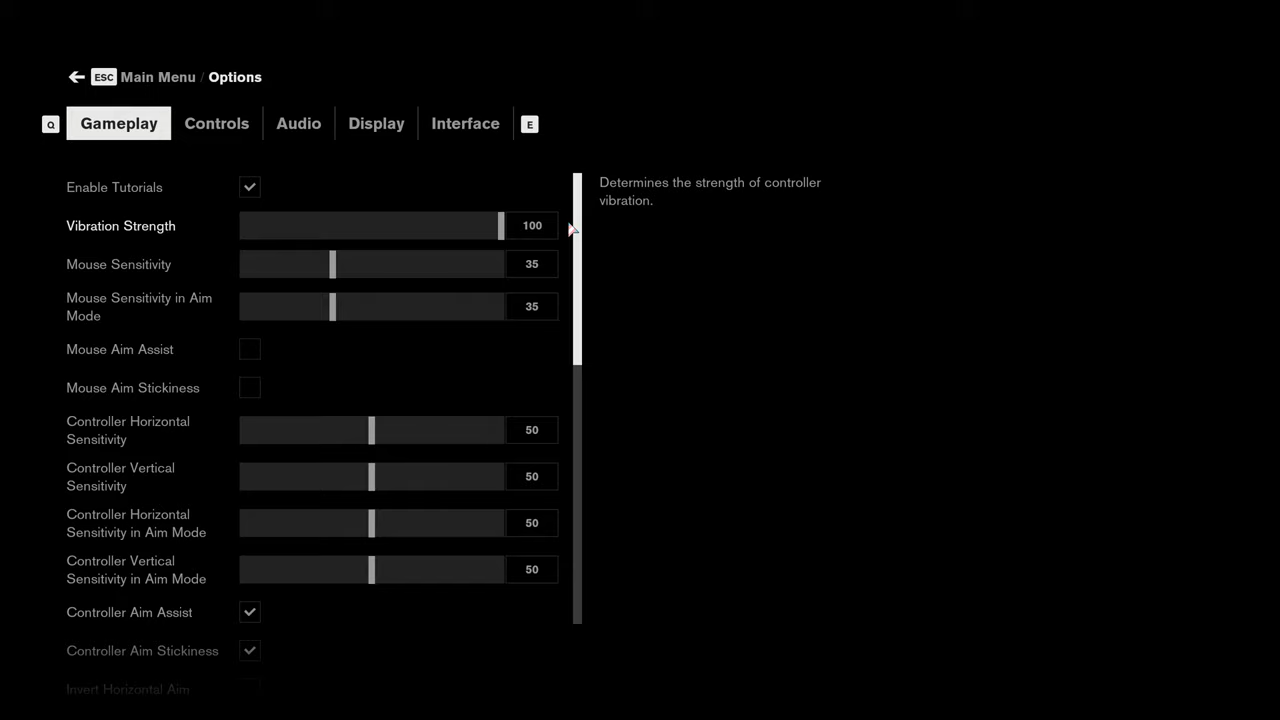 ESC Main Menu / Options
Q Gameplay Controls Audio Display Interface E
Enable Tutorials
Determines the strength of controller
vibration.
Vibration Strength 100
Mouse Sensitivity 35
Mouse Sensitivity in Aim
Mode 35
Mouse Aim Assist
Mouse Aim Stickiness
Controller Horizontal
Sensitivity 50
Controller Vertical
Sensitivity 50
Controller Horizontal
Sensitivity in Aim Mode 50
Controller Vertical
Sensitivity in Aim Mode 50
Controller Aim Assist
Controller Aim Stickiness
Invert Horizontal Aim